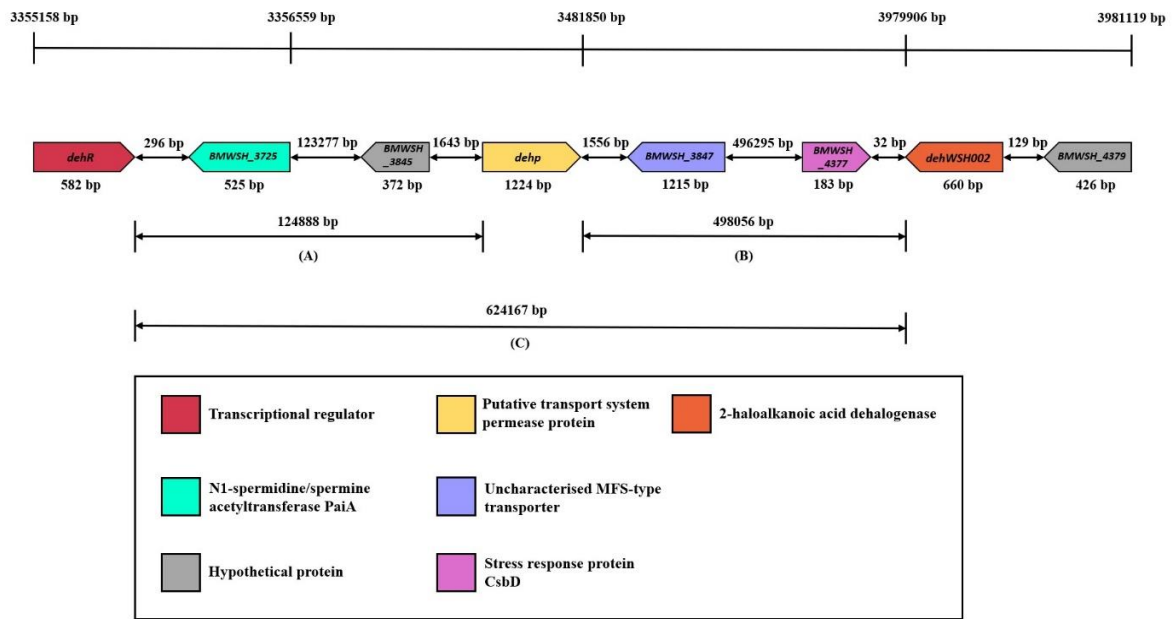 3355158 bp 3356559 bp 3481850 bp 3979906 bp 3981119 bp
dehR 296 bp BMWSH_3725 123277 bp BMWSH 1643 bp dehp 1556 bp BMWSH_3847 496295 bp BMWSH 32 bp dehWSH002 129 bp BMWSH_4379
_3845 _4377
582 bp 525 bp 372 bp 1224 bp 1215 bp 183 bp 660 bp 426 bp
124888 bp 498056 bp
(A) (B)
624167 bp
(C)
Transcriptional regulator
Putative transport system
permease protein
2-haloalkanoic acid dehalogenase
N1-spermidine/spermine
acetyltransferase PaiA
Uncharacterised MFS-type
transporter
Hypothetical protein
Stress response protein
CsbD